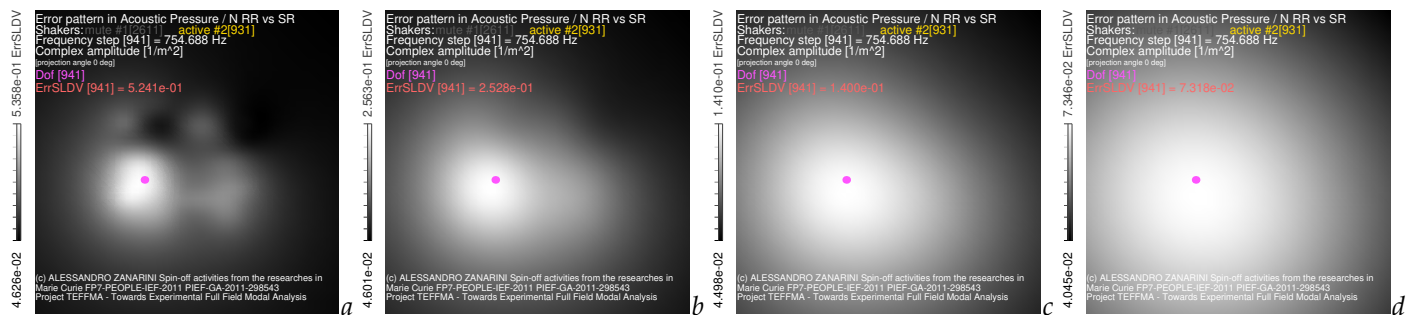 5.358e-01 ErrSLDV
4.626e-02
Error pattern in Acoustic Pressure / N RR vs SR
Shakers: mute #1[2611] active #2[931]
Frequency step [941] = 754.688 Hz
Complex amplitude [1/m^2]
[projection angle 0 deg]
Dof [941]
ErrSLDV [941] = 5.241e-01
(c) ALESSANDRO ZANARINI Spin-off activities from the researches in
Marie Curie FP7-PEOPLE-IEF-2011 PIEF-GA-2011-298543
Project TEFFMA - Towards Experimental Full Field Modal Analysis
a
2.563e-01 ErrSLDV
4.601e-02
Error pattern in Acoustic Pressure / N RR vs SR
Shakers: mute #1[2611] active #2[931]
Frequency step [941] = 754.688 Hz
Complex amplitude [1/m^2]
[projection angle 0 deg]
Dof [941]
ErrSLDV [941] = 2.528e-01
(c) ALESSANDRO ZANARINI Spin-off activities from the researches in
Marie Curie FP7-PEOPLE-IEF-2011 PIEF-GA-2011-298543
Project TEFFMA - Towards Experimental Full Field Modal Analysis
b
1.410e-01 ErrSLDV
4.498e-02
Error pattern in Acoustic Pressure / N RR vs SR
Shakers: active #2[931]
Frequency step [941] = 754.688 Hz
Complex amplitude [1/m^2]
[projection angle 0 deg]
Dof [941]
ErrSLDV [941] = 1.400e-01
(c) ALESSANDRO ZANARINI Spin-off activities from the researches in
Marie Curie FP7-PEOPLE-IEF-2011 PIEF-GA-2011-298543
Project TEFFMA - Towards Experimental Full Field Modal Analysis
c
7.346e-02 ErrSLDV
4.045e-02
Error pattern in Acoustic Pressure / N RR vs SR
Shakers: active #2[931]
Frequency step [941] = 754.688 Hz
Complex amplitude [1/m^2]
[projection angle 0 deg]
Dof [941]
ErrSLDV [941] = 7.318e-02
(c) ALESSANDRO ZANARINI Spin-off activities from the researches in
Marie Curie FP7-PEOPLE-IEF-2011 PIEF-GA-2011-298543
Project TEFFMA - Towards Experimental Full Field Modal Analysis
d